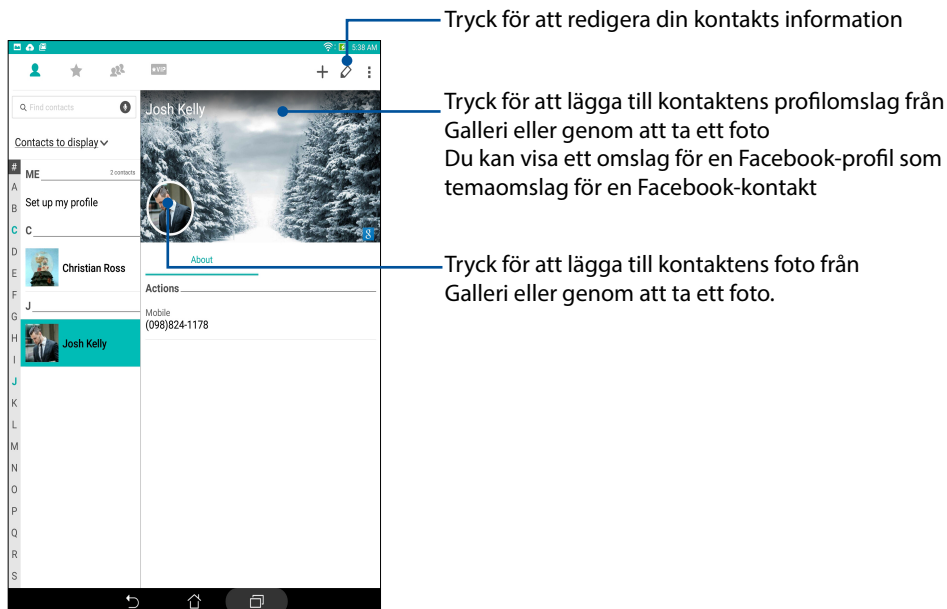 Tryck för att redigera din kontakts information
5:38 AM
VIP
Find contacts
Josh Kelly
Tryck för att lägga till kontaktens profilomslag från
Galleri eller genom att ta ett foto
Du kan visa ett omslag för en Facebook-profil som
temaomslag för en Facebook-kontakt
Contacts to display
#
ME
2 contacts
A
B
Set up my profile
C
C
8
D
About
Tryck för att lägga till kontaktens foto från
Galleri eller genom att ta ett foto.
E
Christian Ross
F
Actions
J
G
Mobile
(098)824-1178
H
Josh Kelly
I
J
K
L
M
N
O
P
Q
R
S